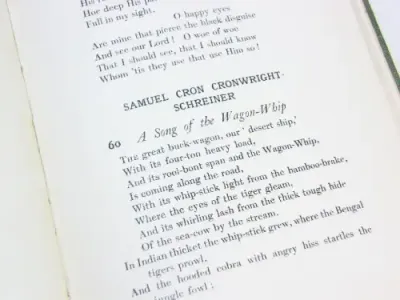 Her deep His
Full in my sight. O happy eyes
Are mine that pierce the black disguise
And see our Lord! O woe of woe
That I should see, that I should know
Whom 'tis they use that use Him so!
SAMUEL CRON CRONWRIGHT-
SCHREINER
60 A Song of the Wagon-Whip
THE great buck-wagon, our 'desert ship,'
With its four-ton heavy load,
And its rooi-bont span and the Wagon-Whip,
Is coming along the road,
With its whip-stick light from the bamboo-brake,
Where the eyes of the tiger gleam,
And its whirling lash from the thick tough hide
Of the sea-cow by the stream.
In Indian thicket the whip-stick grew, where the Bengal
tigers prowl,
And the hooded cobra with angry hiss startles the
jungle fowl;